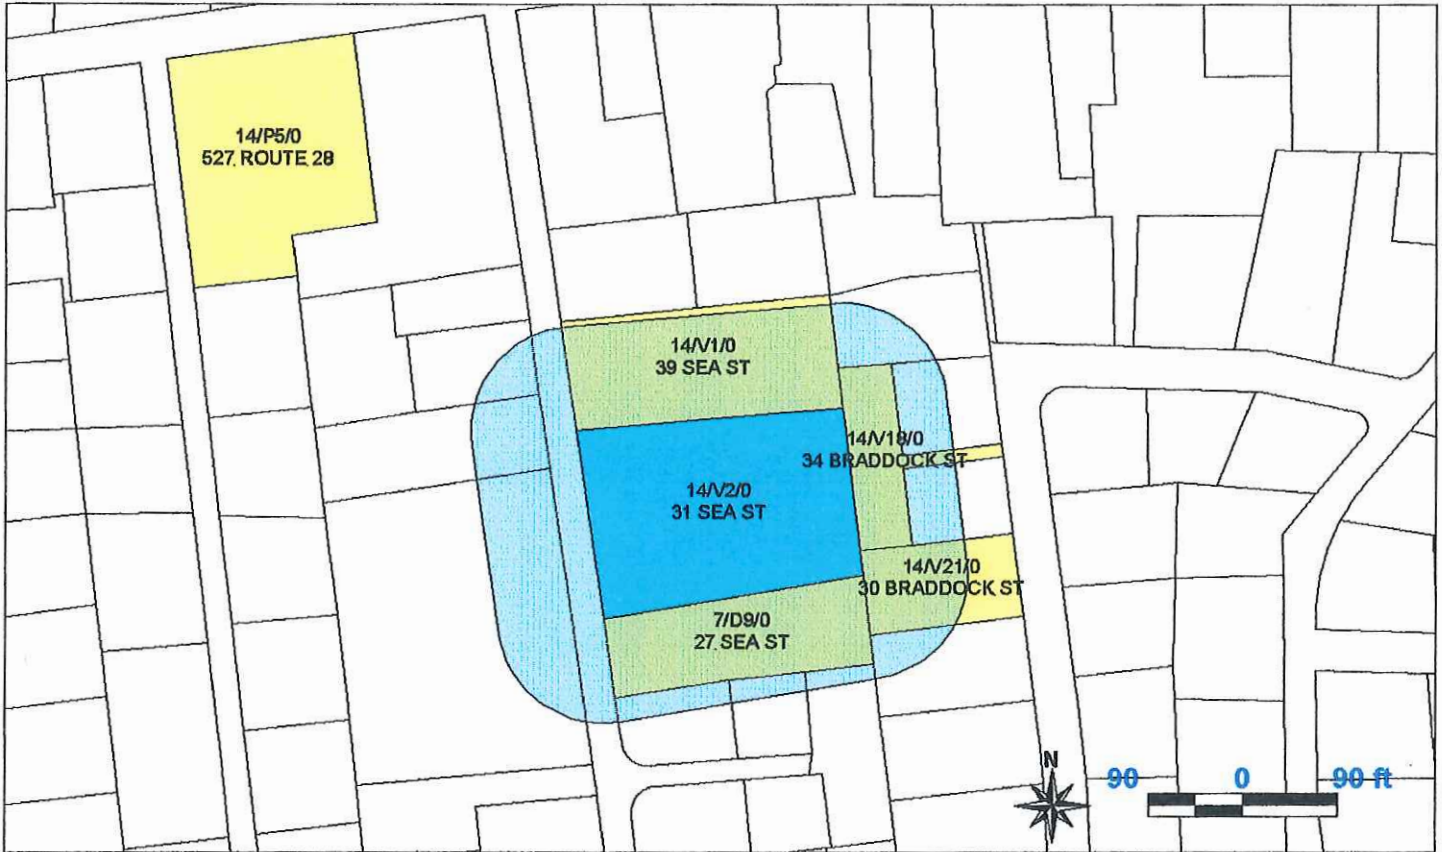 14/P5/0
527 ROUTE 28
14/V1/0
39 SEA ST
14/V18/0
34 BRADDOCK ST
14/V2/0
31 SEA ST
14/V21/0
30 BRADDOCK ST
7/D9/0
27 SEA ST
N
90 0 90 ft